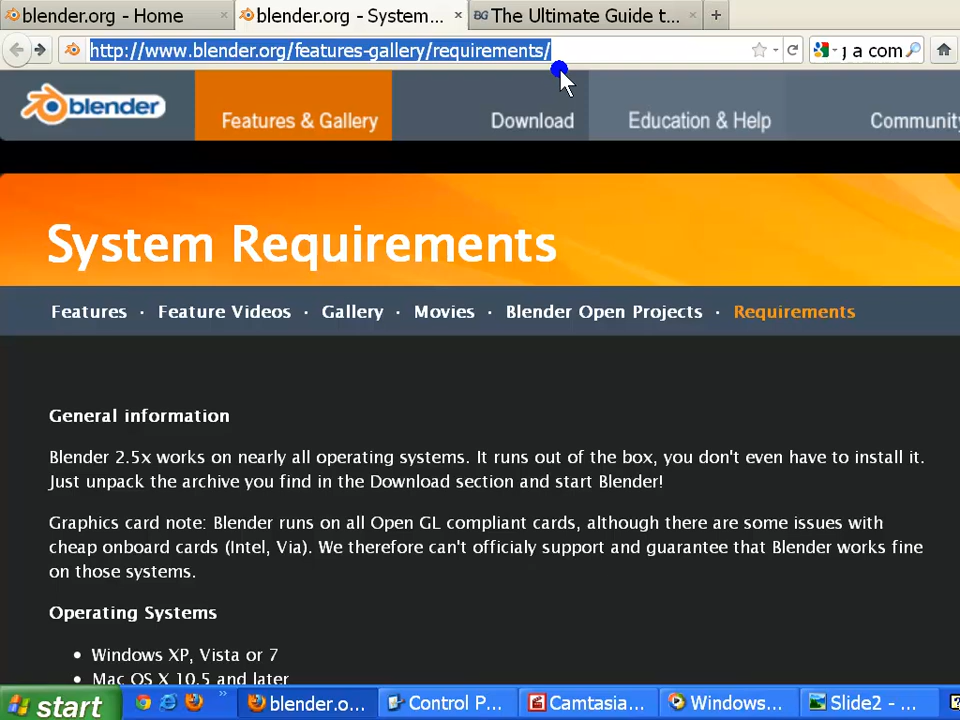 blender.org - Home × blender.org - System... × BG The Ultimate Guide t... × +
http://www.blender.org/features-gallery/requirements/ a com
blender Features & Gallery Download Education & Help Community
System Requirements
Features · Feature Videos · Gallery · Movies · Blender Open Projects · Requirements
General information
Blender 2.5x works on nearly all operating systems. It runs out of the box, you don't even have to install it.
Just unpack the archive you find in the Download section and start Blender!
Graphics card note: Blender runs on all Open GL compliant cards, although there are some issues with
cheap onboard cards (Intel, Via). We therefore can't officialy support and guarantee that Blender works fine
on those systems.
Operating Systems
• Windows XP, Vista or 7
• Mac OS X 10.5 and later
start » blender.o... Control P... Camtasia... Windows... Slide2 - ...